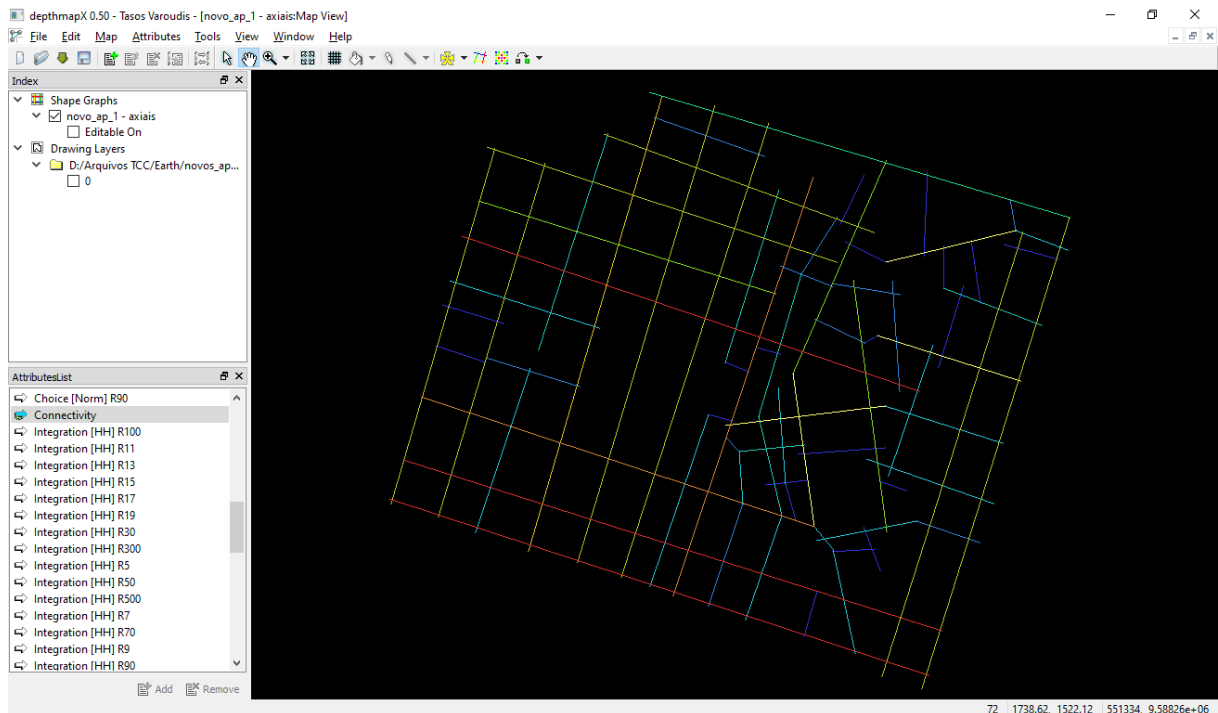 depthmapX 0.50 - Tasos Varoudis - [novo_ap_1 - axiais:Map View]
File Edit Map Attributes Tools View Window Help
Index
Shape Graphs
novo_ap_1 - axiais
Editable On
Drawing Layers
D:/Arquivos TCC/Earth/novos_ap...
0
AttributesList
Choice [Norm] R90
Connectivity
Integration [HH] R100
Integration [HH] R11
Integration [HH] R13
Integration [HH] R15
Integration [HH] R17
Integration [HH] R19
Integration [HH] R30
Integration [HH] R300
Integration [HH] R5
Integration [HH] R50
Integration [HH] R500
Integration [HH] R7
Integration [HH] R70
Integration [HH] R9
Integration [HH] R90
Add Remove
72 1738.62, 1522.12 551334, 9.58826e+06